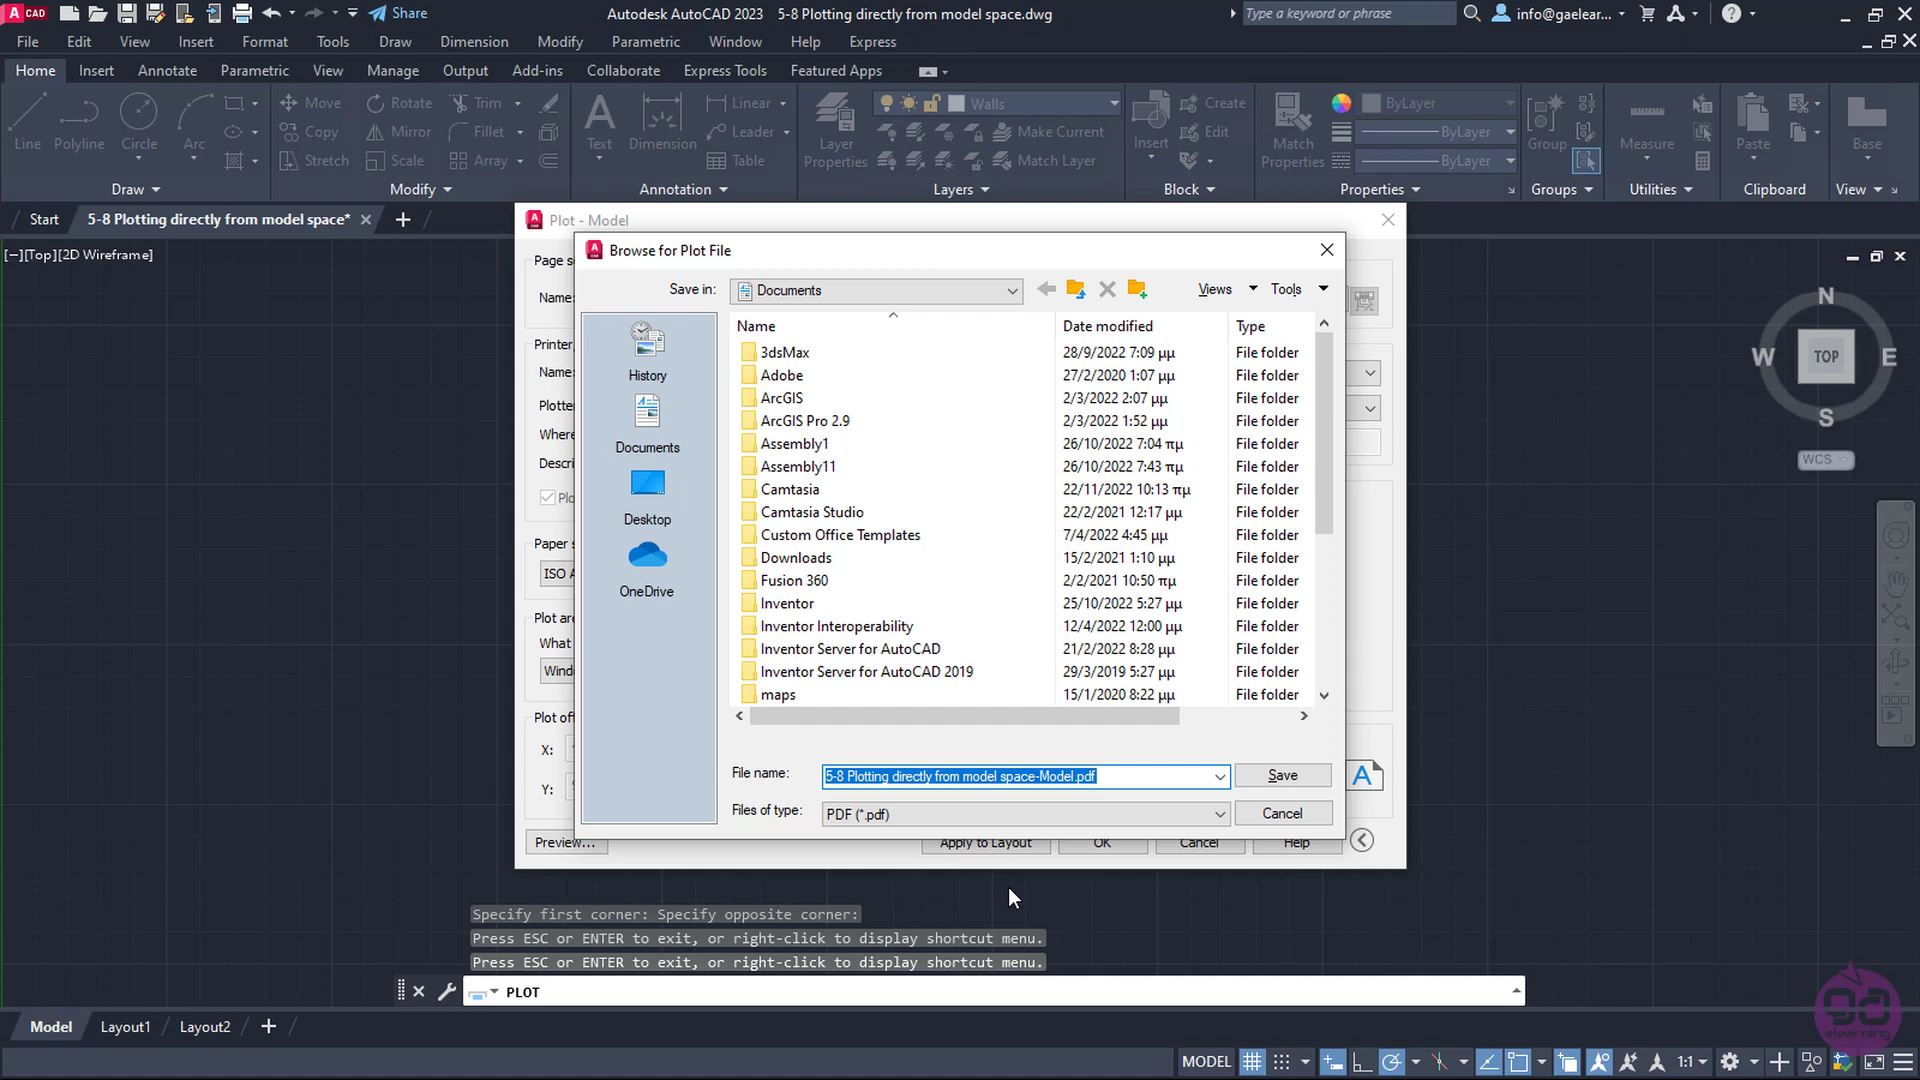 CAD
Share
Autodesk AutoCAD 2023 5-8 Plotting directly from model space.dwg
Type a keyword or phrase
info@gaelear...
File Edit View Insert Format Tools Draw Dimension Modify Parametric Window Help Express
Home Insert Annotate Parametric View Manage Output Add-ins Collaborate Express Tools Featured Apps
Line Polyline Circle Arc
Move Rotate Trim
Copy Mirror Fillet
Stretch Scale Array
Text Dimension
Linear
Leader
Table
Layer Properties
Walls
Make Current
Match Layer
Insert
Create
Edit
Match Properties
ByLayer
ByLayer
ByLayer
Group
Measure
Paste
Base
Draw Modify Annotation Layers Block Properties Groups Utilities Clipboard View
Start 5-8 Plotting directly from model space*
[−][Top][2D Wireframe]
Plot - Model
Page s
Name:
Printer
Name:
Plotte
Where
Descri
Plo
Paper s
ISO A
Plot are
What
Wind
Plot off
X:
Y:
Browse for Plot File
Save in: Documents Views Tools
History
Documents
Desktop
OneDrive
Name Date modified Type
3dsMax 28/9/2022 7:09 μμ File folder
Adobe 27/2/2020 1:07 μμ File folder
ArcGIS 2/3/2022 2:07 μμ File folder
ArcGIS Pro 2.9 2/3/2022 1:52 μμ File folder
Assembly1 26/10/2022 7:04 πμ File folder
Assembly11 26/10/2022 7:43 πμ File folder
Camtasia 22/11/2022 10:13 πμ File folder
Camtasia Studio 22/2/2021 12:17 μμ File folder
Custom Office Templates 7/4/2022 4:45 μμ File folder
Downloads 15/2/2021 1:10 μμ File folder
Fusion 360 2/2/2021 10:50 πμ File folder
Inventor 25/10/2022 5:27 μμ File folder
Inventor Interoperability 12/4/2022 12:00 μμ File folder
Inventor Server for AutoCAD 21/2/2022 8:28 μμ File folder
Inventor Server for AutoCAD 2019 29/3/2019 5:27 μμ File folder
maps 15/1/2020 8:22 μμ File folder
File name: 5-8 Plotting directly from model space-Model.pdf Save
Files of type: PDF (*.pdf) Cancel
Preview... Apply to Layout OK Cancel Help
N
W TOP E
S
WCS
Specify first corner: Specify opposite corner:
Press ESC or ENTER to exit, or right-click to display shortcut menu.
Press ESC or ENTER to exit, or right-click to display shortcut menu.
PLOT
Model Layout1 Layout2
MODEL 1:1
ga
elearning